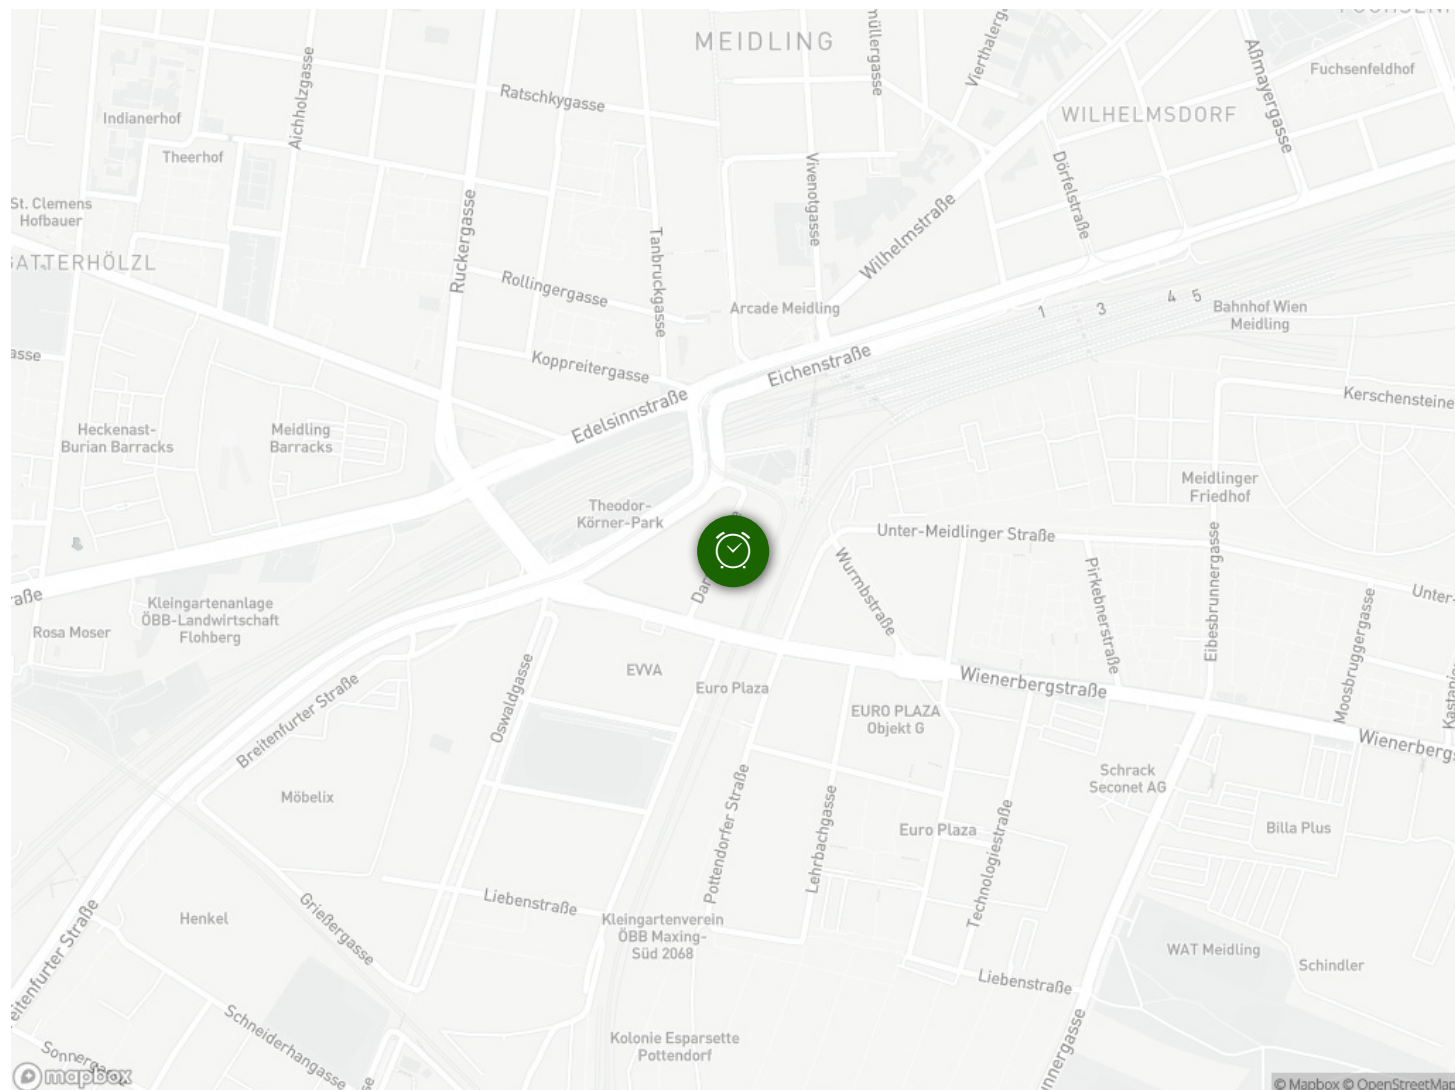 MEIDLING
Fuchsenfeldhof
Aßmayergasse
WILHELMSDORF
Ratschkygasse
Aichholzgasse
Indianerhof
Theerhof
Vivenotgasse
Dörfelstraße
St. Clemens
Hofbauer
Ruckergasse
Tanbruckgasse
Wilhelmstraße
Rollingergasse
Arcade Meidling
1
3
4
5
Bahnhof Wien
Meidling
Koppreitergasse
Eichenstraße
Edelsinnstraße
Kerschensteine
Heckenast-
Burian Barracks
Meidling
Barracks
Meidlinger
Friedhof
Theodor-
Körner-Park
Unter-Meidlinger Straße
Wurmbstraße
Pirkebnerstraße
Eibesbrunnergasse
Unter-
Kleingartenanlage
ÖBB-Landwirtschaft
Flohberg
Rosa Moser
Moosbruggergasse
EVVA
Euro Plaza
Wienerbergstraße
Oswaldgasse
Breitenfurter Straße
EURO PLAZA
Objekt G
Wienerbergs
Schrack
Seconet AG
Möbelix
Pottendorfer Straße
Lehrbachgasse
Euro Plaza
Technologiestraße
Billa Plus
Liebenstraße
Henkel
Grießergasse
Kleingartenverein
ÖBB Maxing-
Süd 2068
WAT Meidling
Schindler
Liebenstraße
eitenfurter Straße
Schneiderhangasse
Kolonie Esparsette
Pottendorf
mapbox
© Mapbox © OpenStreetMap